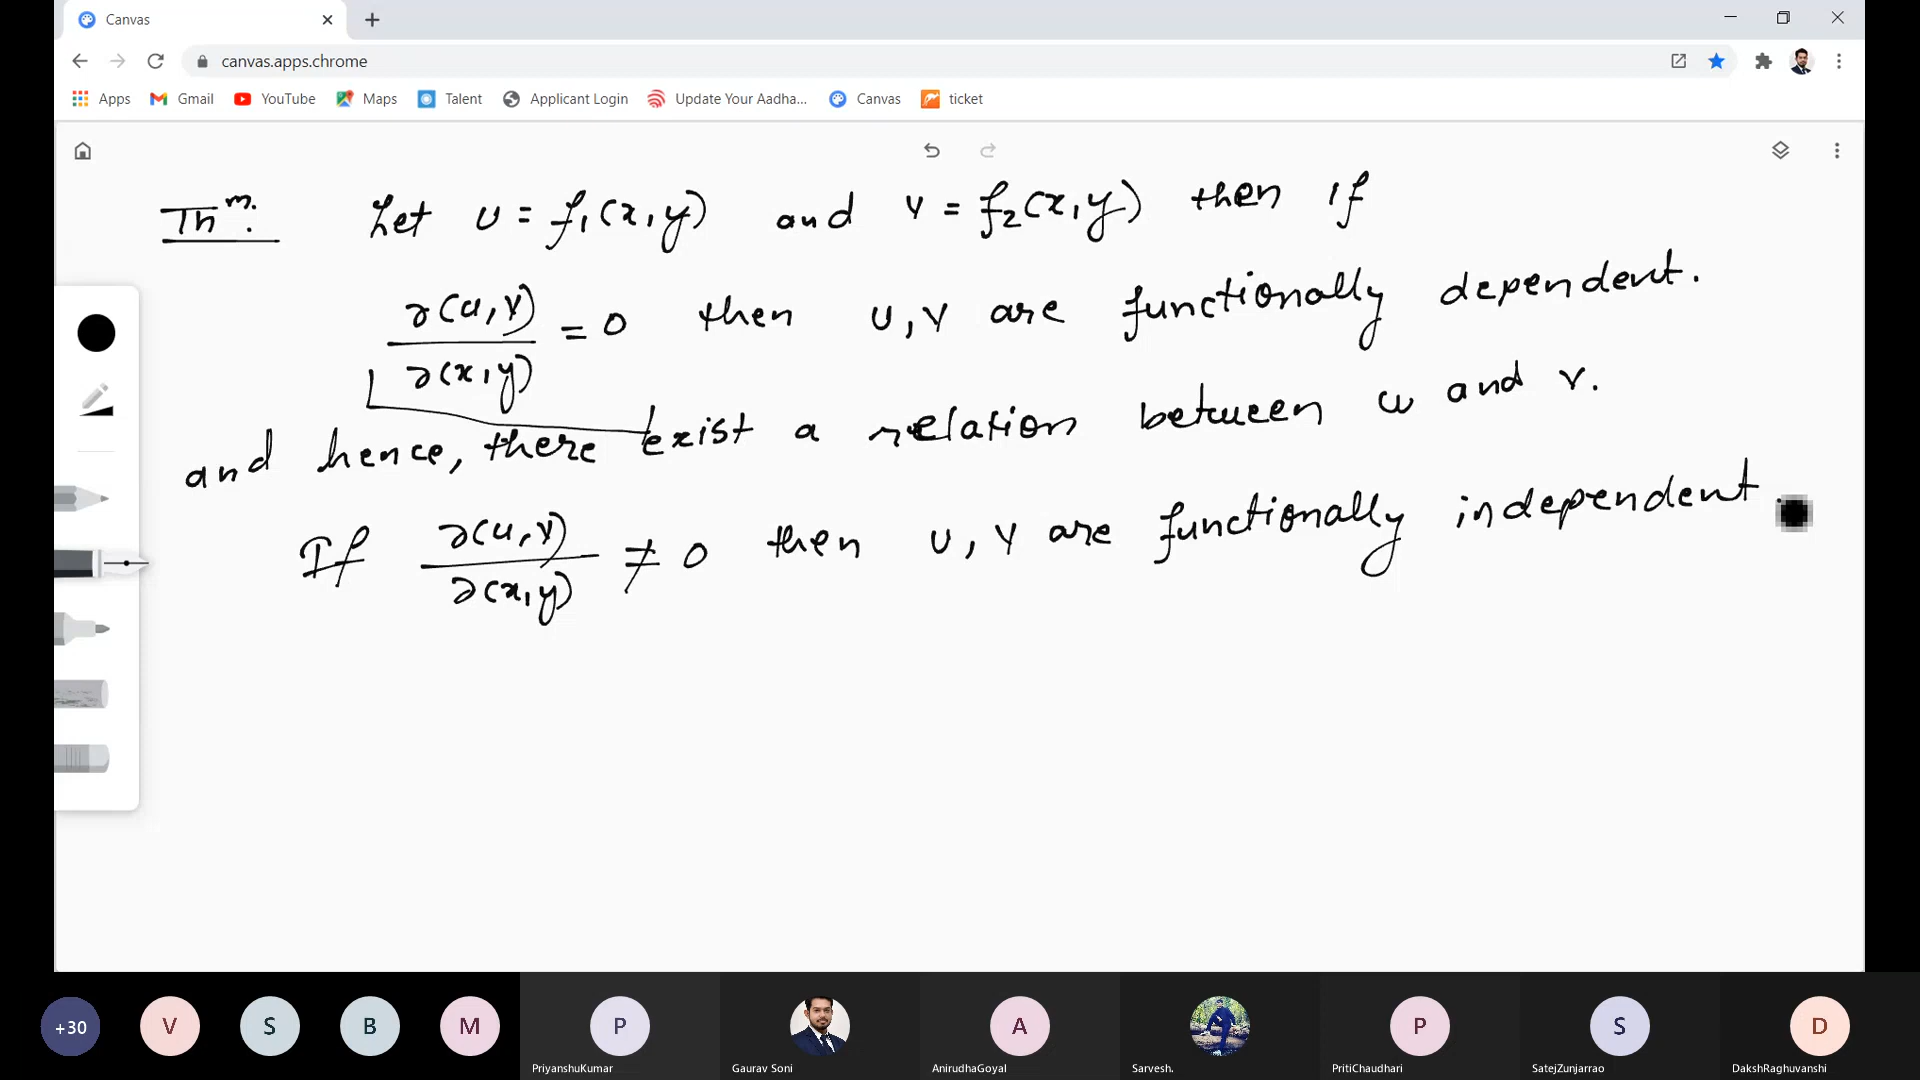 Canvas
canvas.apps.chrome
Apps Gmail YouTube Maps Talent Applicant Login Update Your Aadha... Canvas ticket
Thm. Let u = f₁(x,y) and v = f₂(x,y) then if
∂(u,v)/∂(x,y) = 0 then u,v are functionally dependent.
and hence, there exist a relation between u and v.
If ∂(u,v)/∂(x,y) ≠ 0 then u,v are functionally independent.
+30 V S B M P A P S D
PriyanshuKumar Gaurav Soni AnirudhaGoyal Sarvesh. PritiChaudhari SatejZunjarrao DakshRaghuvanshi